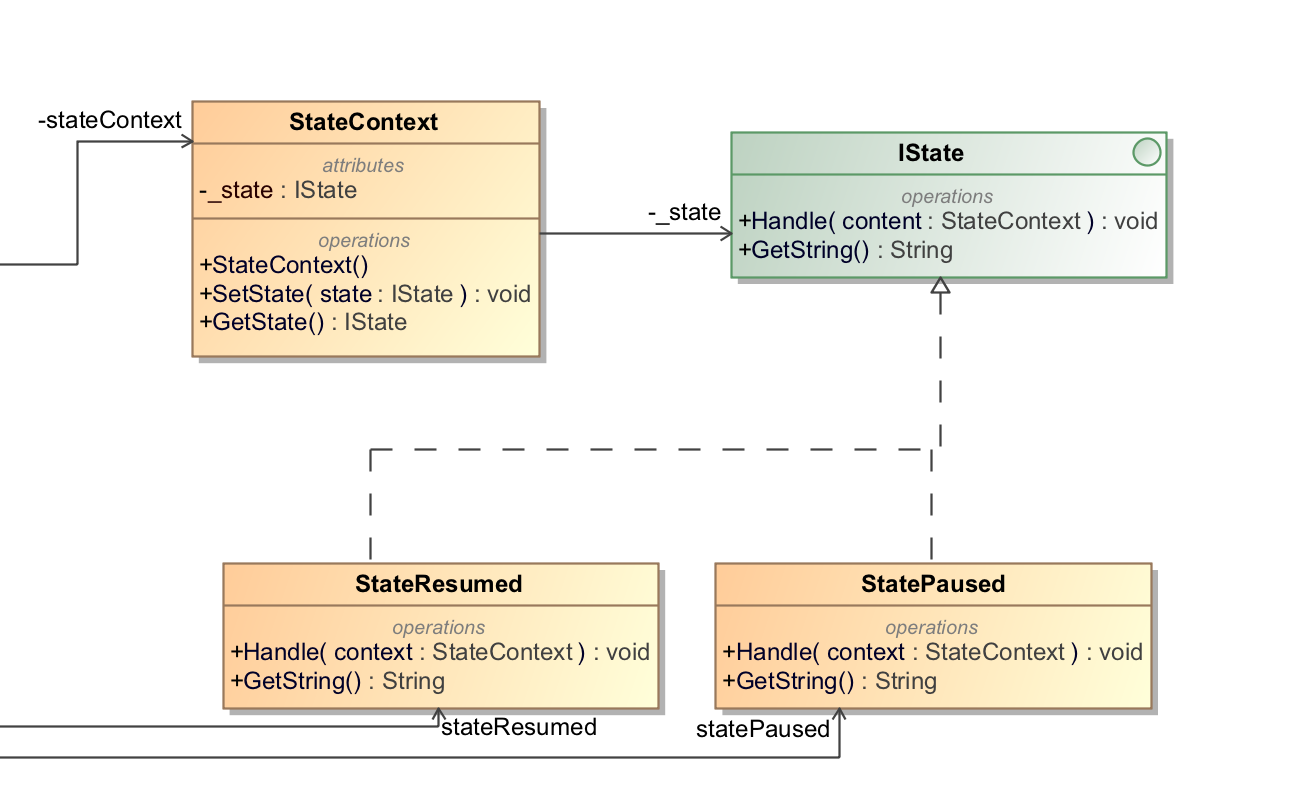 -stateContext
StateContext
attributes
-_state : IState
operations
+StateContext()
+SetState( state : IState ) : void
+GetState() : IState
-_state
IState
operations
+Handle( content : StateContext ) : void
+GetString() : String
StateResumed
operations
+Handle( context : StateContext ) : void
+GetString() : String
stateResumed
StatePaused
operations
+Handle( context : StateContext ) : void
+GetString() : String
statePaused